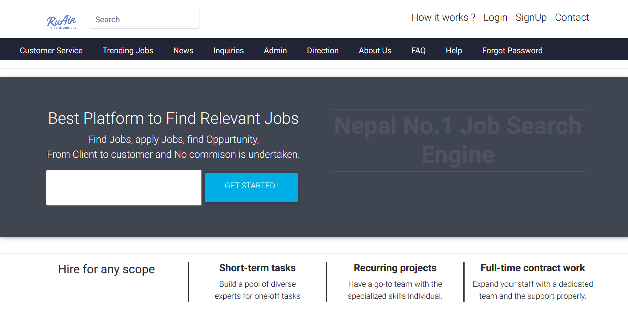 RuAin
Search
How it works ? Login SignUp Contact
Customer Service Trending Jobs News Inquiries Admin Direction About Us FAQ Help Forgot Password
Best Platform to Find Relevant Jobs
Find Jobs, apply Jobs, find Oppurtunity,
From Client to customer and No commison is undertaken.
GET STARTED!
Nepal No.1 Job Search
Engine
Hire for any scope
Short-term tasks
Build a pool of diverse
experts for one-off tasks
Recurring projects
Have a go-to team with the
specialized skills individual.
Full-time contract work
Expand your staff with a dedicated
team and the support properly.